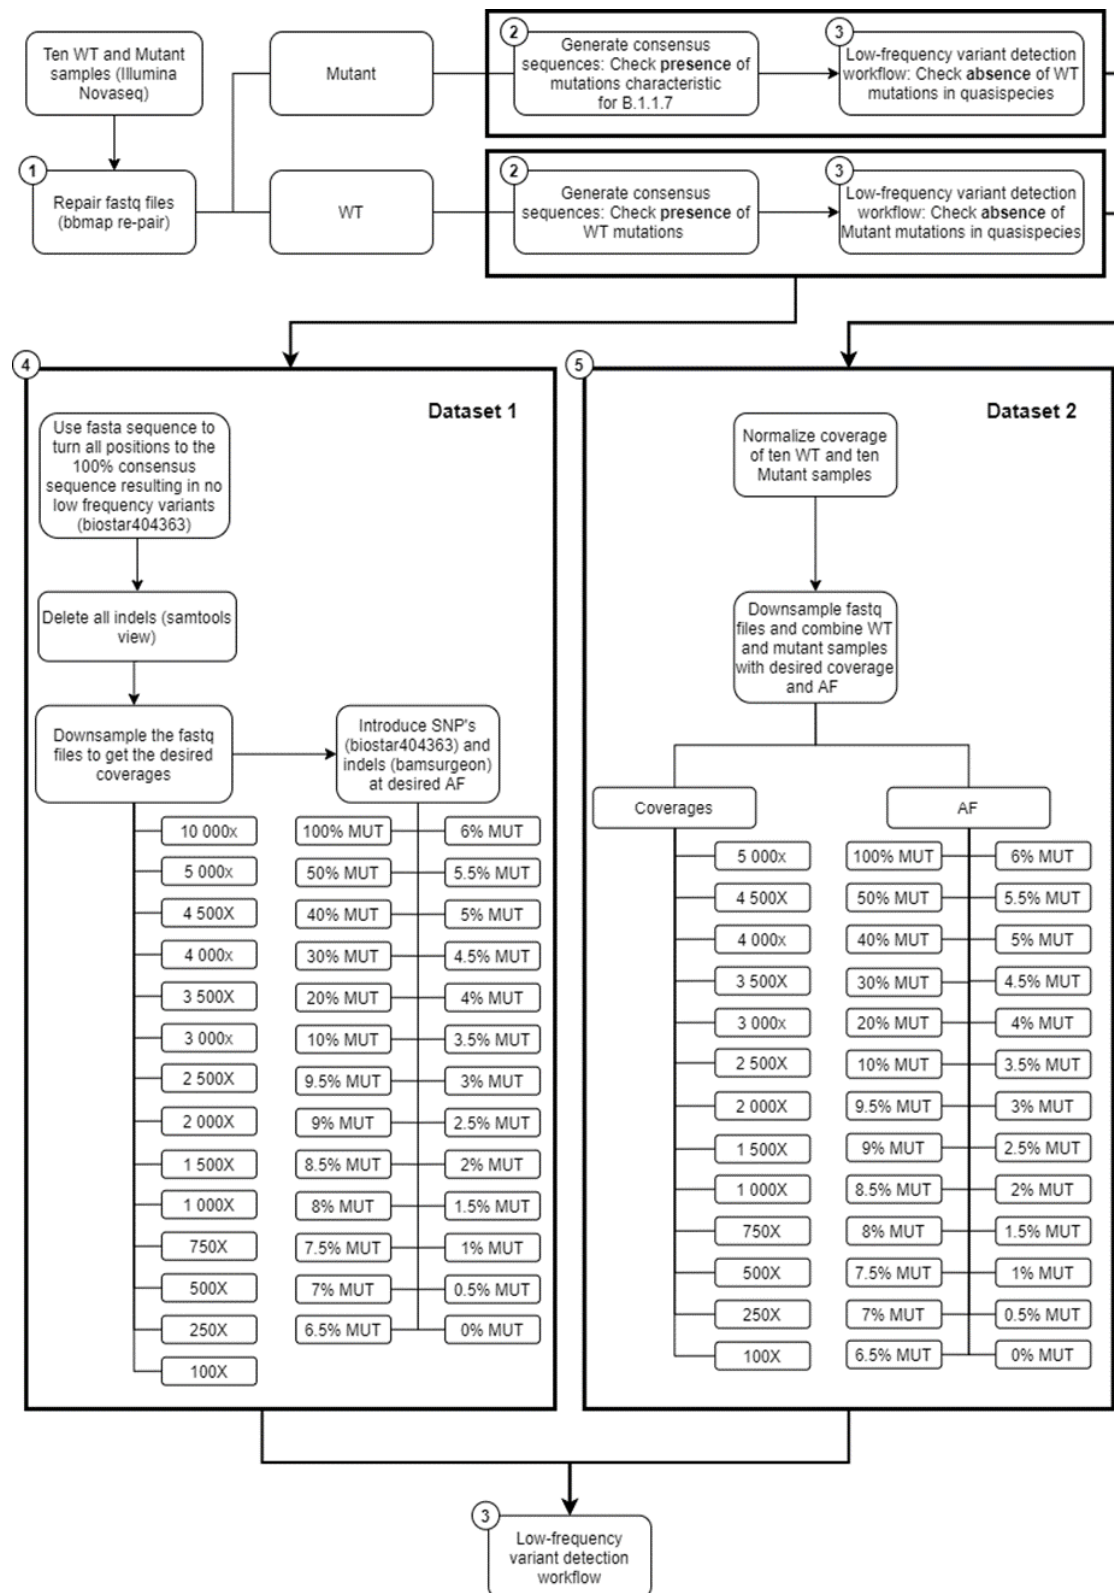 Ten WT and Mutant
samples (Illumina
Novaseq)
1
Repair fastq files
(bbmap re-pair)
Mutant
2
Generate consensus
sequences: Check presence of
mutations characteristic
for B.1.1.7
3
Low-frequency variant detection
workflow: Check absence of WT
mutations in quasispecies
WT
2
Generate consensus
sequences: Check presence of
WT mutations
3
Low-frequency variant detection
workflow: Check absence of
Mutant mutations in quasispecies
4
Dataset 1
Use fasta sequence to
turn all positions to the
100% consensus
sequence resulting in no
low frequency variants
(biostar404363)
Delete all indels (samtools
view)
Downsample the fastq
files to get the desired
coverages
Introduce SNP's
(biostar404363) and
indels (bamsurgeon)
at desired AF
10 000x
5 000x
4 500X
4 000x
3 500X
3 000x
2 500X
2 000X
1 500X
1 000X
750X
500X
250X
100X
100% MUT
50% MUT
40% MUT
30% MUT
20% MUT
10% MUT
9.5% MUT
9% MUT
8.5% MUT
8% MUT
7.5% MUT
7% MUT
6.5% MUT
6% MUT
5.5% MUT
5% MUT
4.5% MUT
4% MUT
3.5% MUT
3% MUT
2.5% MUT
2% MUT
1.5% MUT
1% MUT
0.5% MUT
0% MUT
5
Dataset 2
Normalize coverage
of ten WT and ten
Mutant samples
Downsample fastq
files and combine WT
and mutant samples
with desired coverage
and AF
Coverages
5 000x
4 500X
4 000x
3 500X
3 000x
2 500X
2 000X
1 500X
1 000X
750X
500X
250X
100X
AF
100% MUT
50% MUT
40% MUT
30% MUT
20% MUT
10% MUT
9.5% MUT
9% MUT
8.5% MUT
8% MUT
7.5% MUT
7% MUT
6.5% MUT
6% MUT
5.5% MUT
5% MUT
4.5% MUT
4% MUT
3.5% MUT
3% MUT
2.5% MUT
2% MUT
1.5% MUT
1% MUT
0.5% MUT
0% MUT
3
Low-frequency
variant detection
workflow